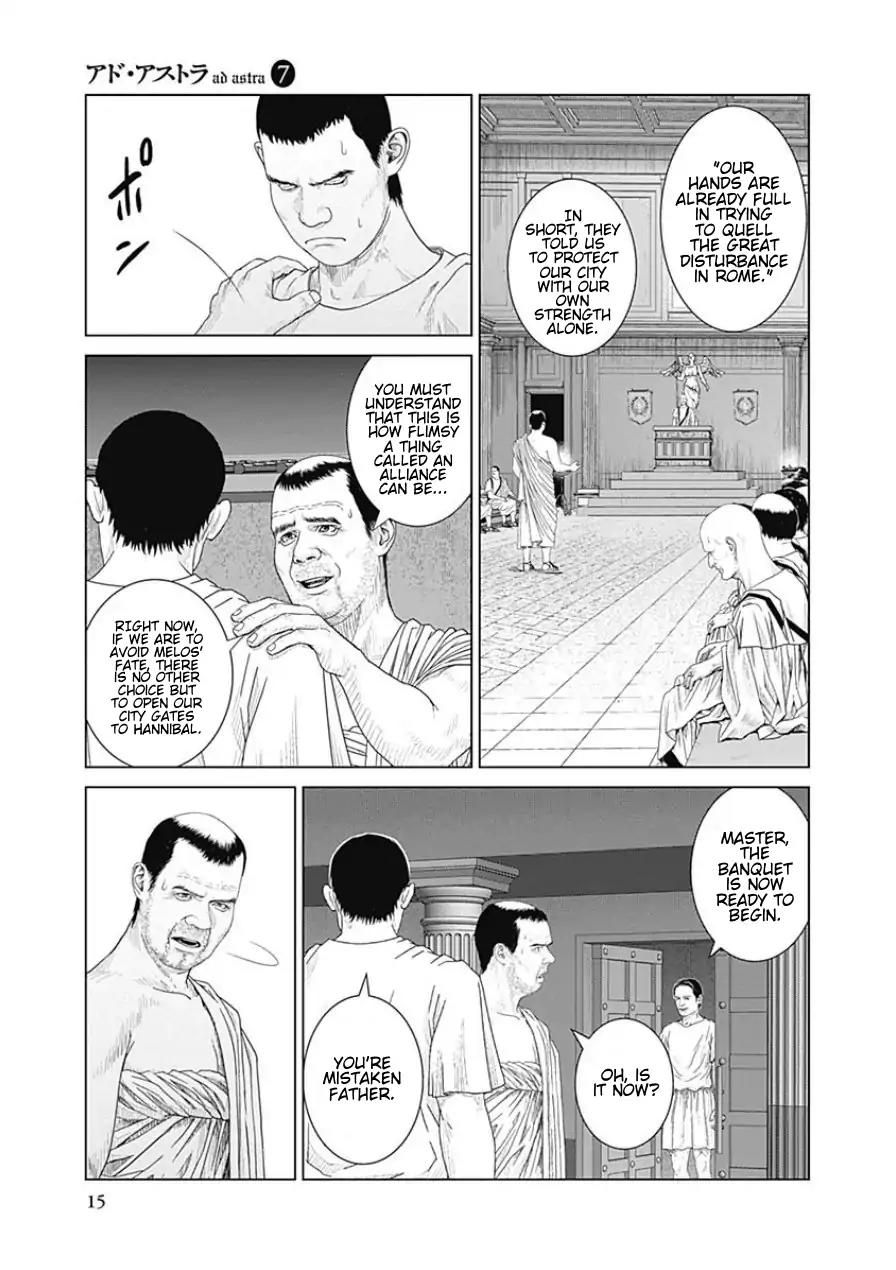 アド・アストラ ad astra 7
"OUR
HANDS ARE
ALREADY FULL
IN TRYING
TO QUELL
THE GREAT
DISTURBANCE
IN ROME."
IN
SHORT, THEY
TOLD US
TO PROTECT
OUR CITY
WITH OUR
OWN
STRENGTH
ALONE.
ポン
YOU MUST
UNDERSTAND
THAT THIS IS
HOW FLIMSY
A THING
CALLED AN
ALLIANCE
CAN BE...
RIGHT NOW,
IF WE ARE TO
AVOID MELOS'
FATE, THERE
IS NO OTHER
CHOICE BUT
TO OPEN OUR
CITY GATES
TO HANNIBAL.
MASTER,
THE
BANQUET
IS NOW
READY TO
BEGIN.
OH, IS
IT NOW?
YOU'RE
MISTAKEN
FATHER.
15